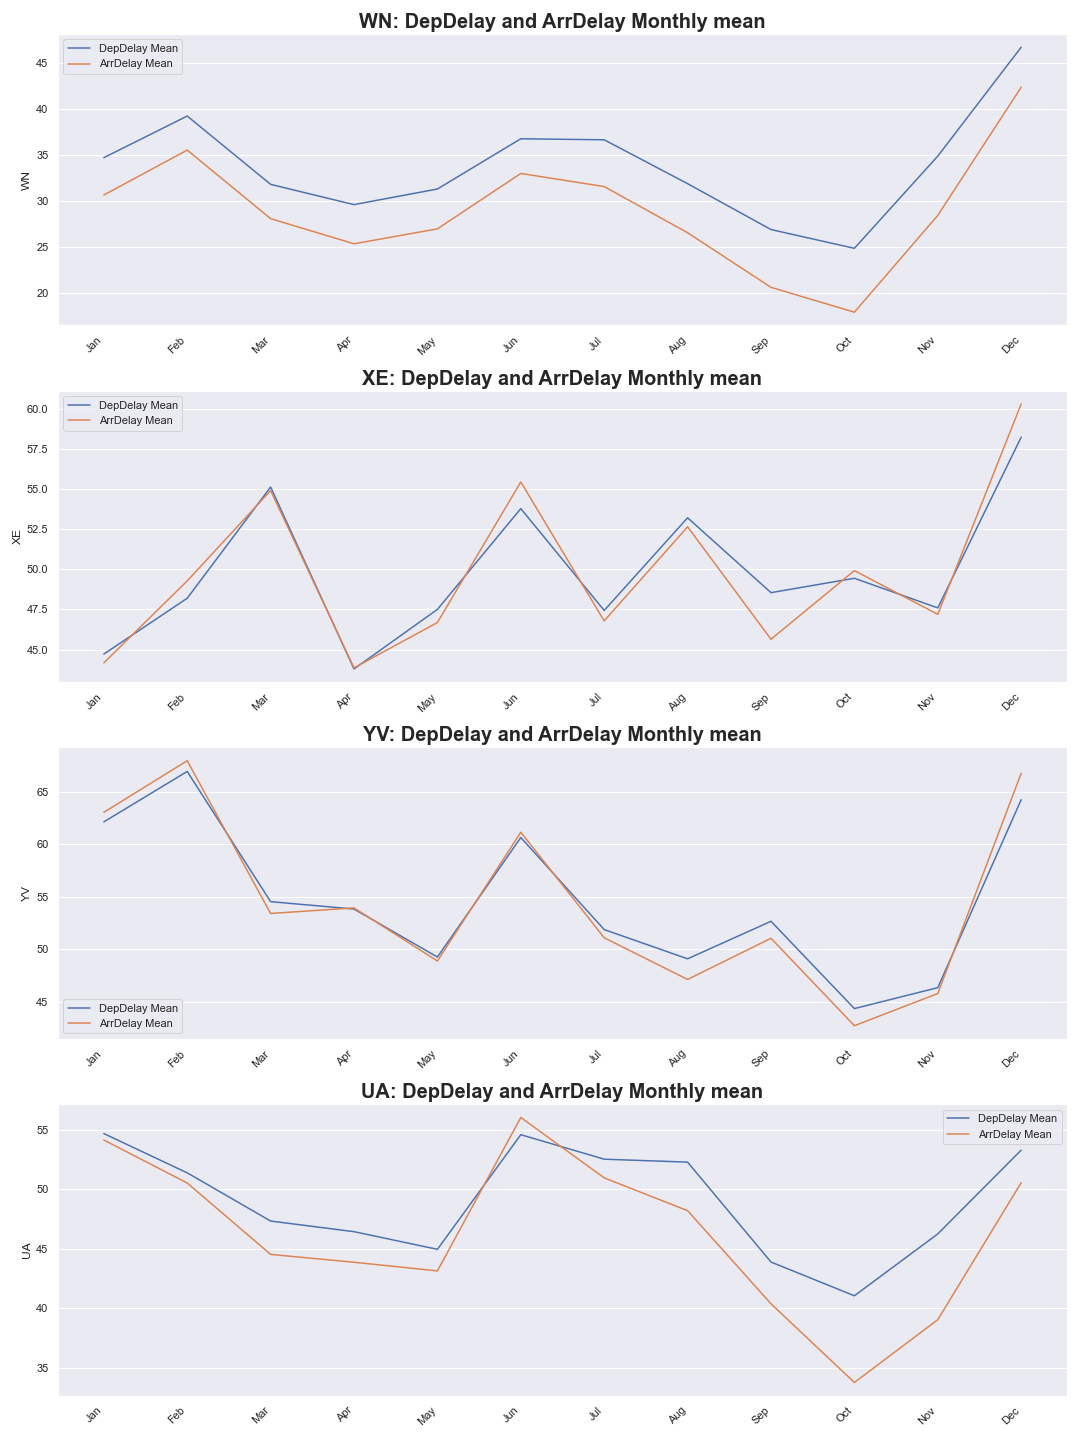 WN: DepDelay and ArrDelay Monthly mean
DepDelay Mean
ArrDelay Mean
45
40
35
30
25
20
WN
Jan
Feb
Mar
Apr
May
Jun
Jul
Aug
Sep
Oct
Nov
Dec
XE: DepDelay and ArrDelay Monthly mean
DepDelay Mean
ArrDelay Mean
60.0
57.5
55.0
52.5
50.0
47.5
45.0
XE
Jan
Feb
Mar
Apr
May
Jun
Jul
Aug
Sep
Oct
Nov
Dec
YV: DepDelay and ArrDelay Monthly mean
65
60
55
50
45
YV
DepDelay Mean
ArrDelay Mean
Jan
Feb
Mar
Apr
May
Jun
Jul
Aug
Sep
Oct
Nov
Dec
UA: DepDelay and ArrDelay Monthly mean
DepDelay Mean
ArrDelay Mean
55
50
45
40
35
UA
Jan
Feb
Mar
Apr
May
Jun
Jul
Aug
Sep
Oct
Nov
Dec